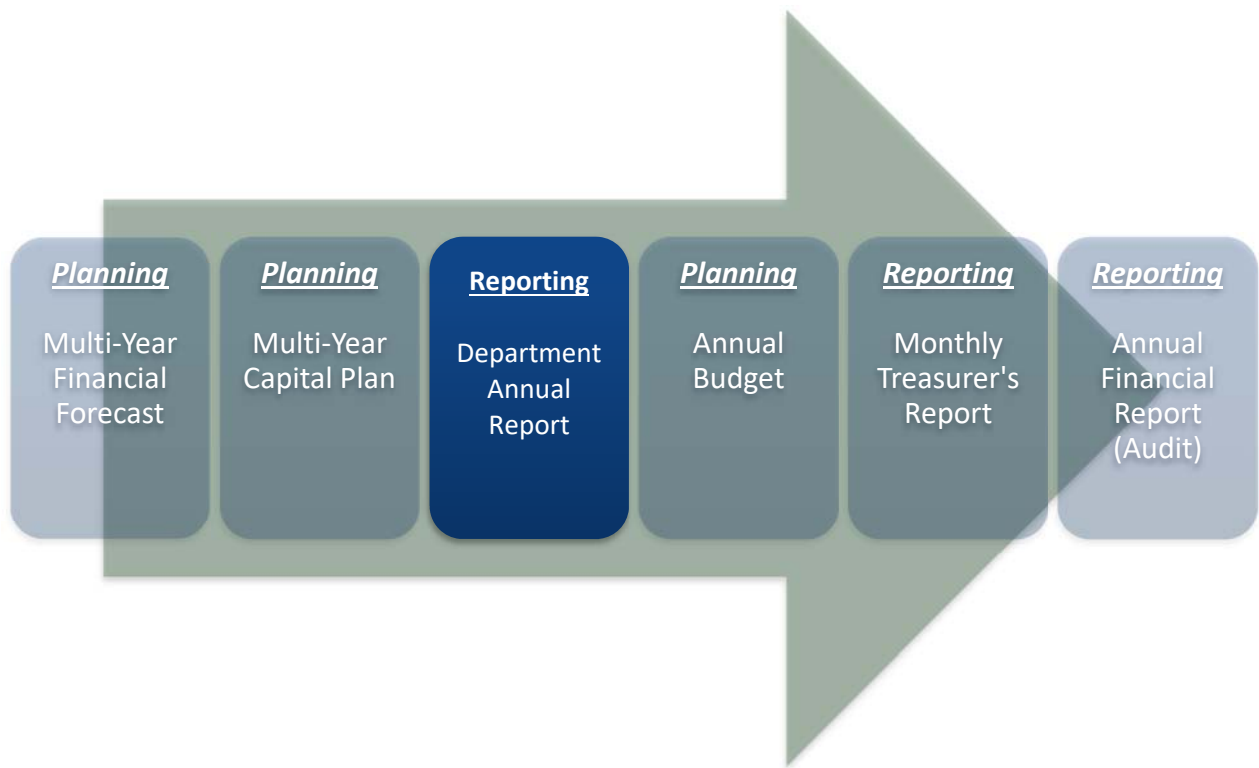 Planning
Multi-Year
Financial
Forecast
Planning
Multi-Year
Capital Plan
Reporting
Department
Annual
Report
Planning
Annual
Budget
Reporting
Monthly
Treasurer's
Report
Reporting
Annual
Financial
Report
(Audit)